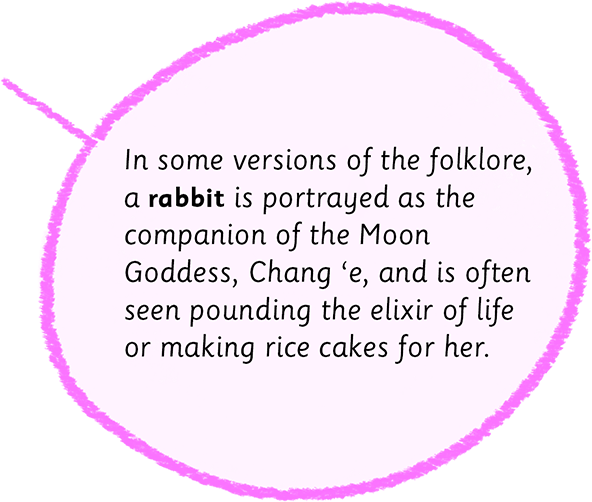 In some versions of the folklore,
a rabbit is portrayed as the
companion of the Moon
Goddess, Chang ‘e, and is often
seen pounding the elixir of life
or making rice cakes for her.